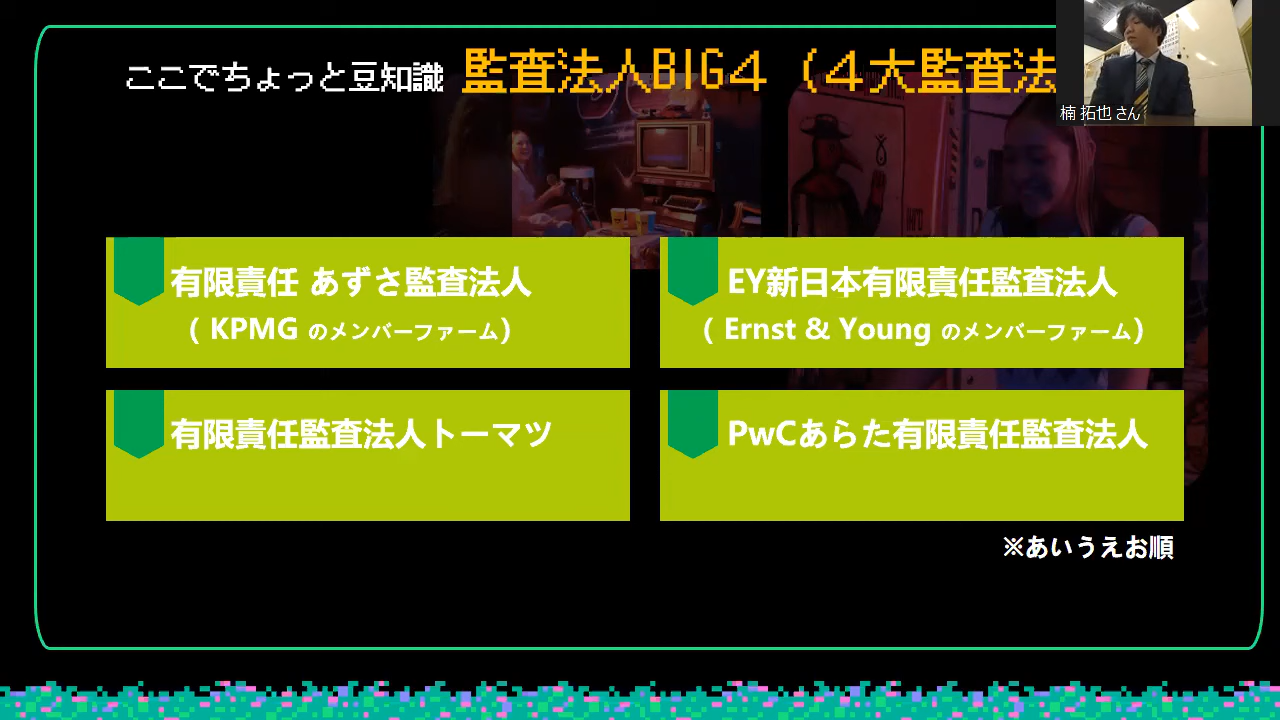 ここでちょっと豆知識 監査法人BIG4（4大監査法
楠 拓也 さん
有限責任 あずさ監査法人
( KPMG のメンバーファーム)
EY新日本有限責任監査法人
( Ernst & Young のメンバーファーム)
有限責任監査法人トーマツ
PwCあらた有限責任監査法人
※あいうえお順